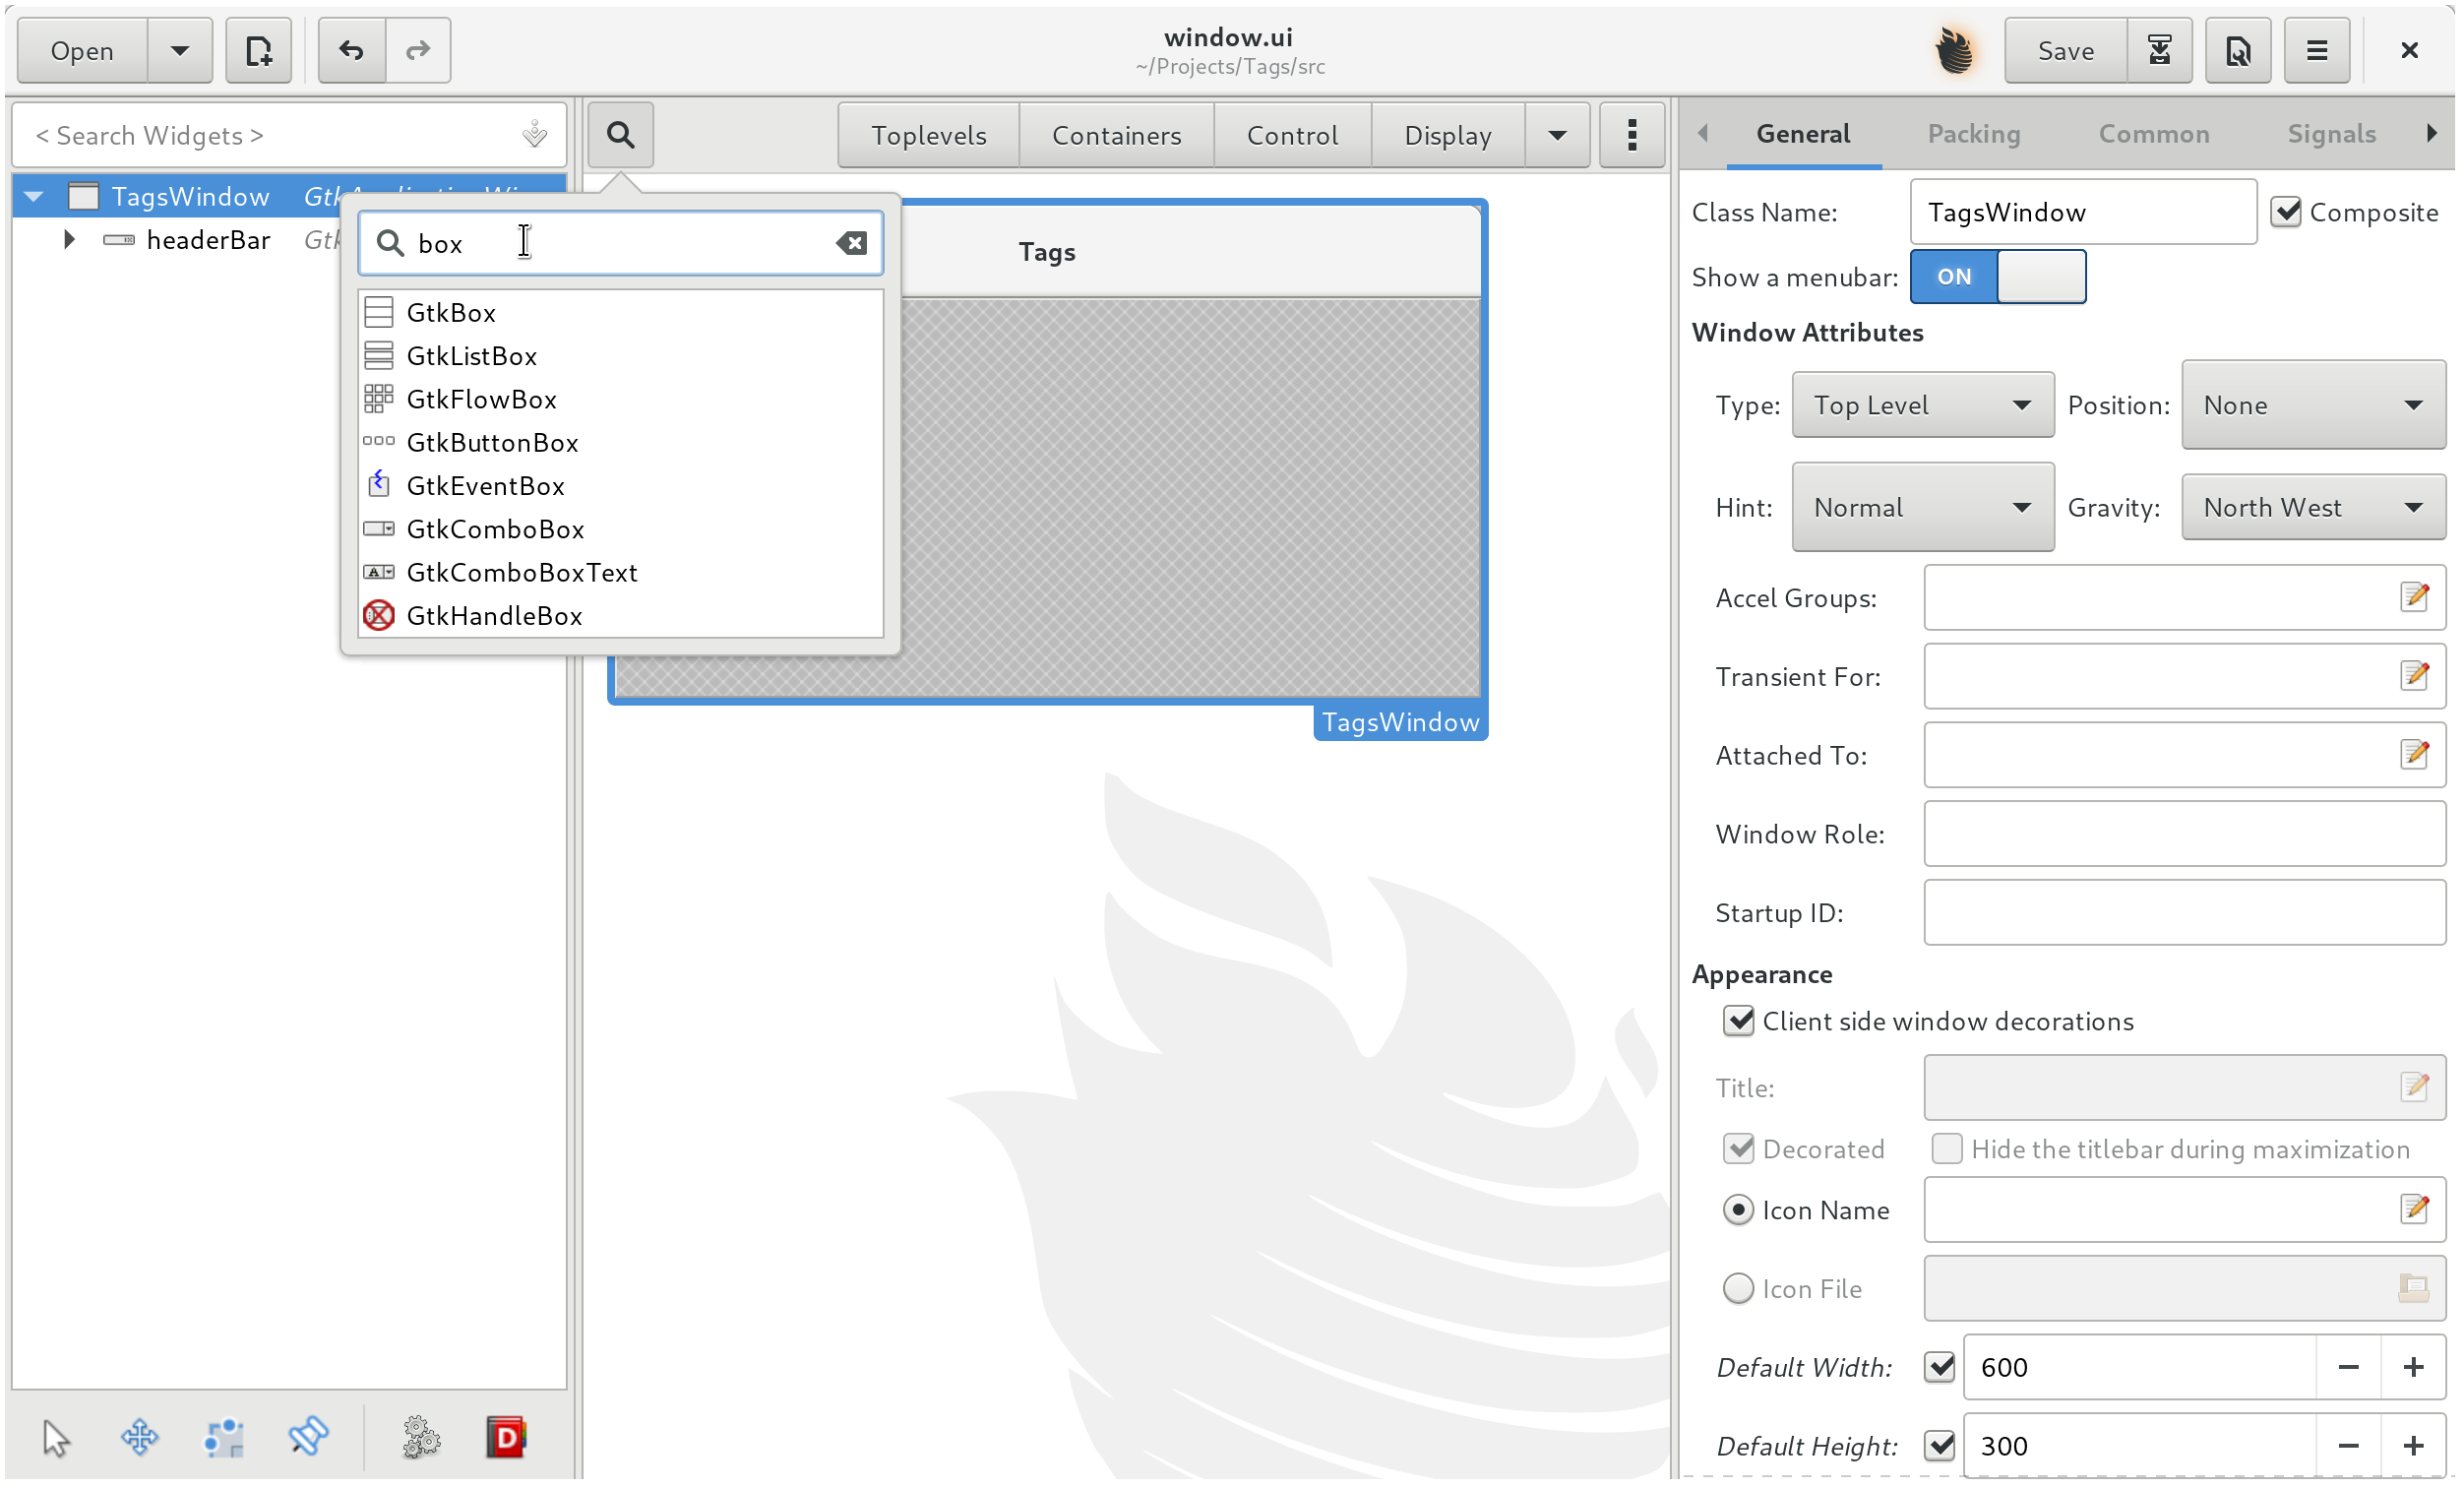 Open
window.ui
~/Projects/Tags/src
Save
< Search Widgets >
Toplevels
Containers
Control
Display
General
Packing
Common
Signals
TagsWindow
headerBar Gtk
box
GtkBox
GtkListBox
GtkFlowBox
GtkButtonBox
GtkEventBox
GtkComboBox
GtkComboBoxText
GtkHandleBox
Tags
TagsWindow
Class Name: TagsWindow Composite
Show a menubar: ON
Window Attributes
Type: Top Level Position: None
Hint: Normal Gravity: North West
Accel Groups:
Transient For:
Attached To:
Window Role:
Startup ID:
Appearance
Client side window decorations
Title:
Decorated Hide the titlebar during maximization
Icon Name
Icon File
Default Width: 600
Default Height: 300
D